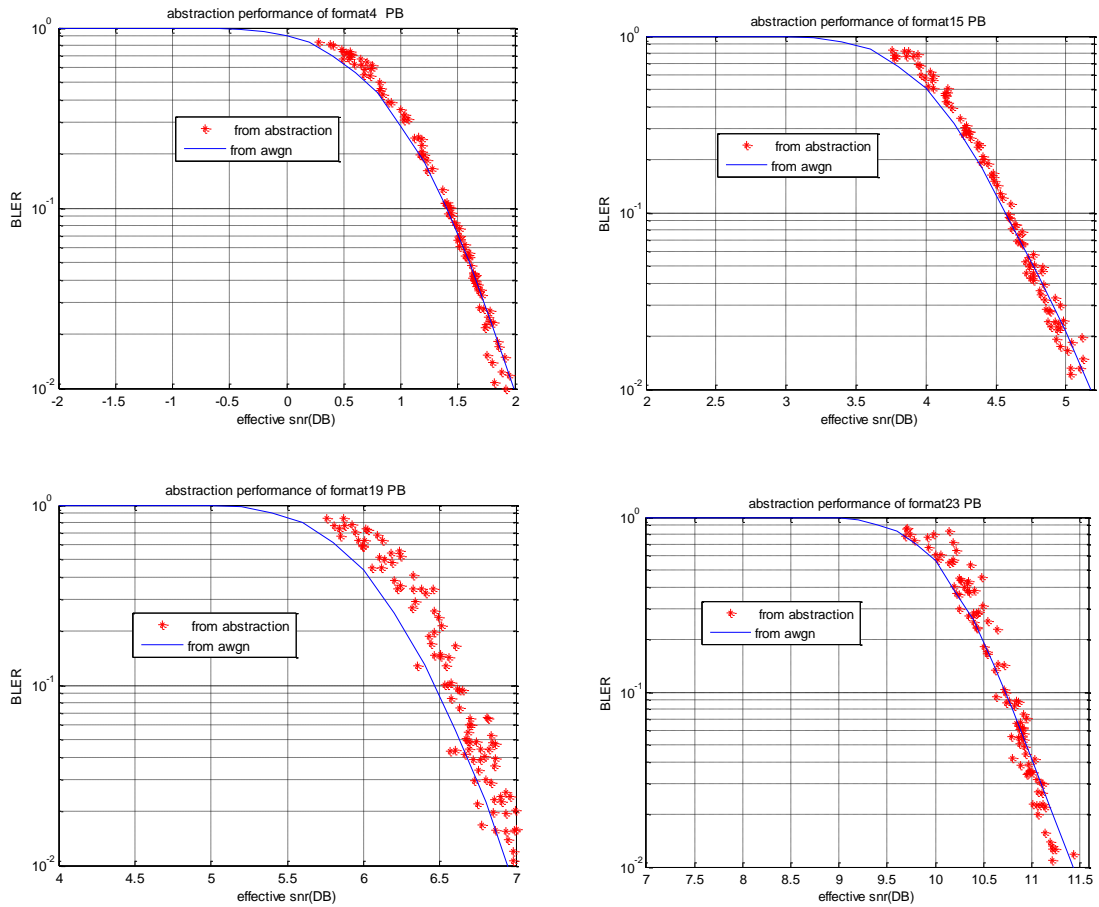 abstraction performance of format4 PB
10^0
10^-1
10^-2
BLER
from abstraction
from awgn
-2 -1.5 -1 -0.5 0 0.5 1 1.5 2
effective snr(DB)
abstraction performance of format15 PB
10^0
10^-1
10^-2
BLER
from abstraction
from awgn
2 2.5 3 3.5 4 4.5 5
effective snr(DB)
abstraction performance of format19 PB
10^0
10^-1
10^-2
BLER
from abstraction
from awgn
4 4.5 5 5.5 6 6.5 7
effective snr(DB)
abstraction performance of format23 PB
10^0
10^-1
10^-2
BLER
from abstraction
from awgn
7 7.5 8 8.5 9 9.5 10 10.5 11 11.5
effective snr(DB)